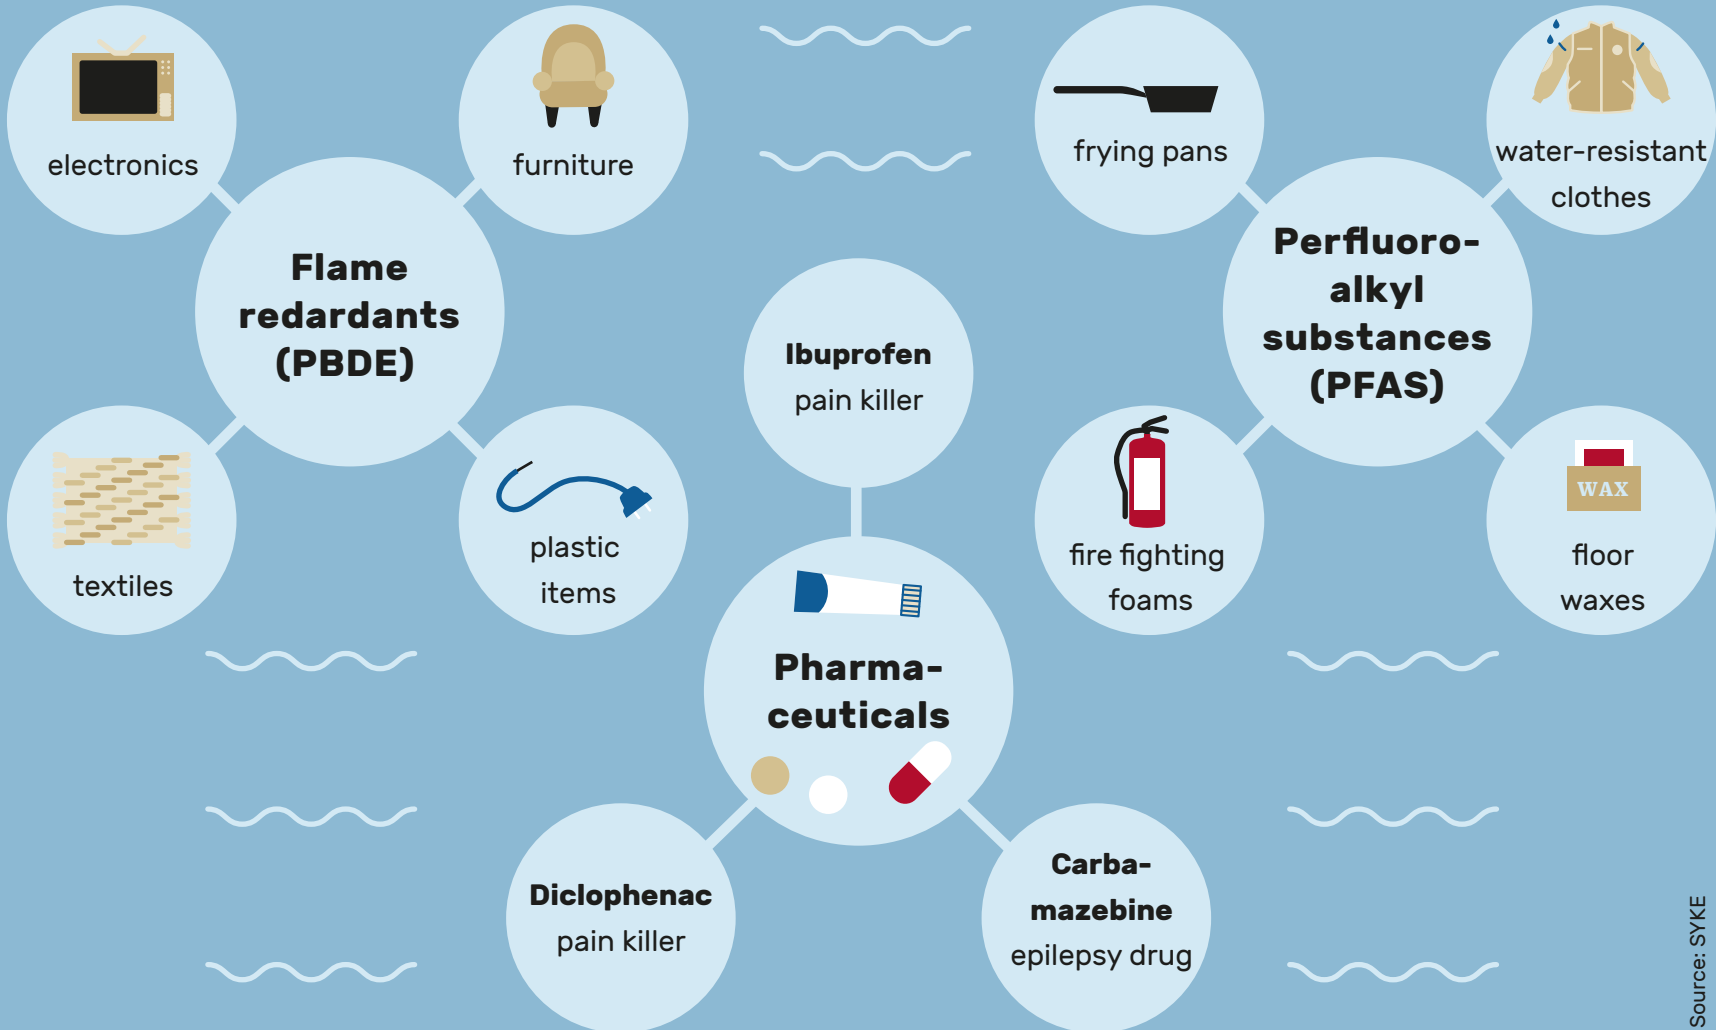 electronics
furniture
Flame
redardants
(PBDE)
textiles
plastic
items
frying pans
water-resistant
clothes
Perfluoro-
alkyl
substances
(PFAS)
fire fighting
foams
WAX
floor
waxes
Ibuprofen
pain killer
Pharma-
ceuticals
Diclophenac
pain killer
Carba-
mazebine
epilepsy drug
Source: SYKE